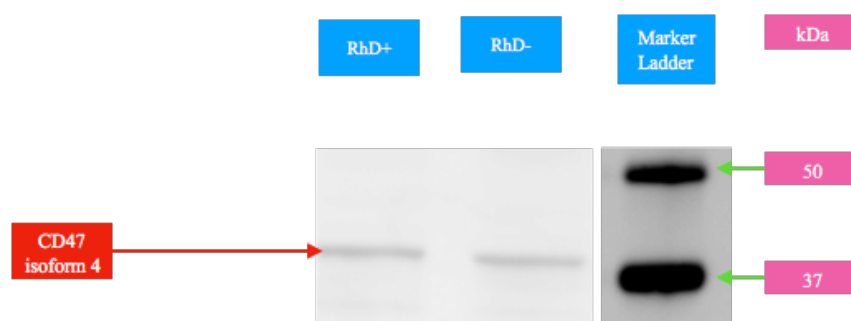 RhD+
RhD-
Marker
Ladder
kDa
50
CD47
isoform 4
37